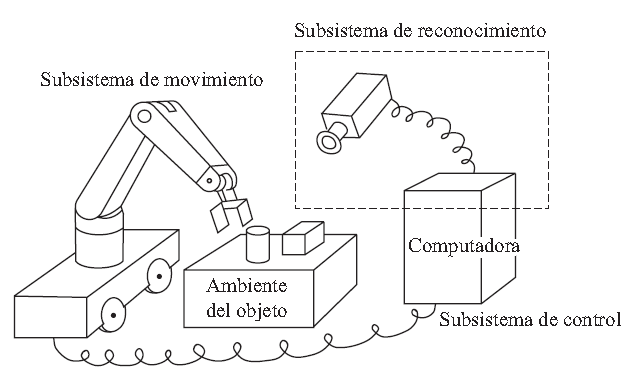 Subsistema de reconocimiento
Subsistema de movimiento
Computadora
Ambiente
del objeto
Subsistema de control